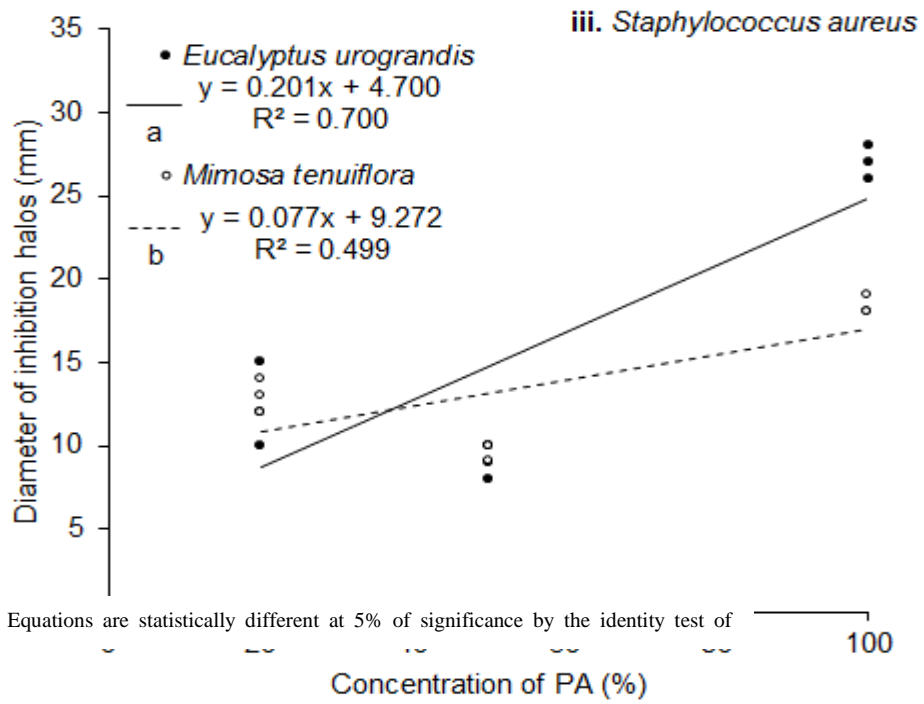 iii. Staphylococcus aureus
35
Eucalyptus urograndis
y = 0.201x + 4.700
R² = 0.700
a
30
Mimosa tenuiflora
y = 0.077x + 9.272
R² = 0.499
b
25
20
15
10
5
Diameter of inhibition halos (mm)
Equations are statistically different at 5% of significance by the identity test of
100
Concentration of PA (%)